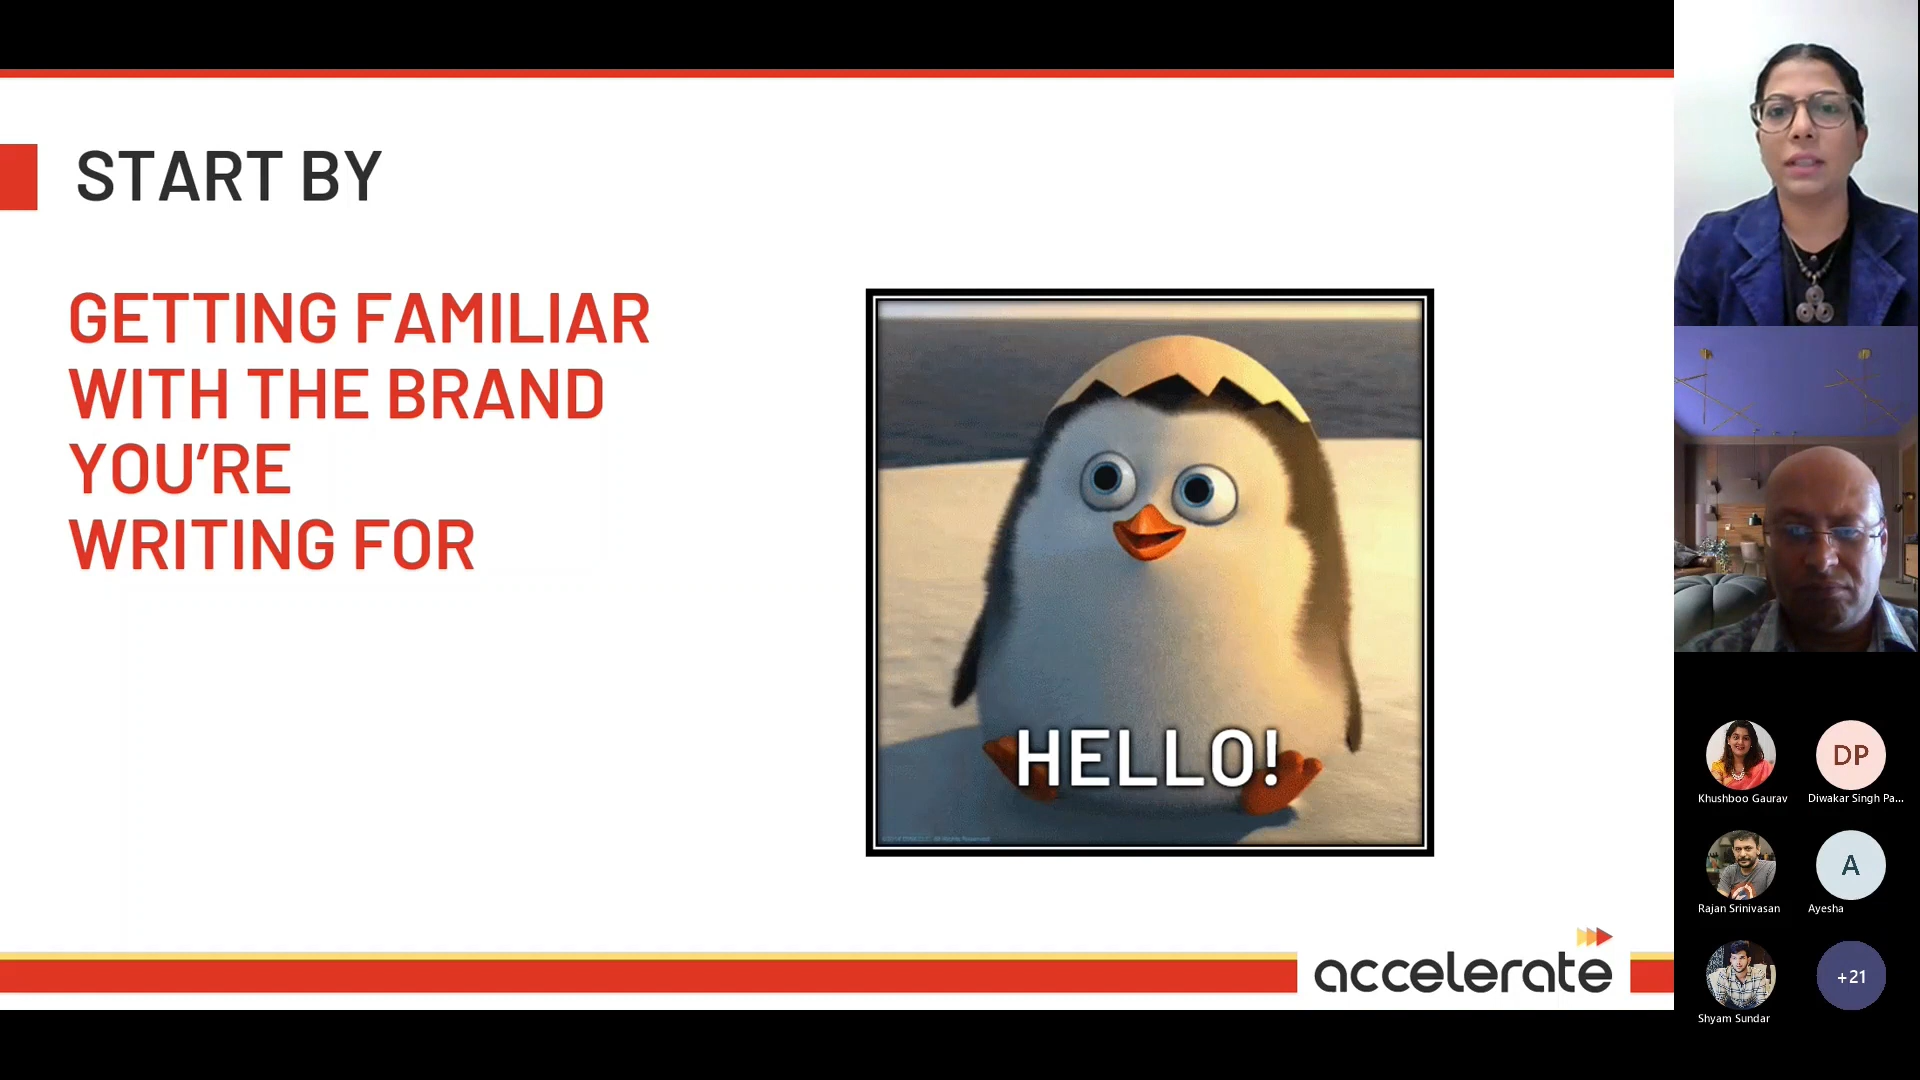 START BY
GETTING FAMILIAR
WITH THE BRAND
YOU'RE
WRITING FOR
HELLO!
accelerate
Khushboo Gaurav
DP
Diwakar Singh Pa...
Rajan Srinivasan
A
Ayesha
Shyam Sundar
+21